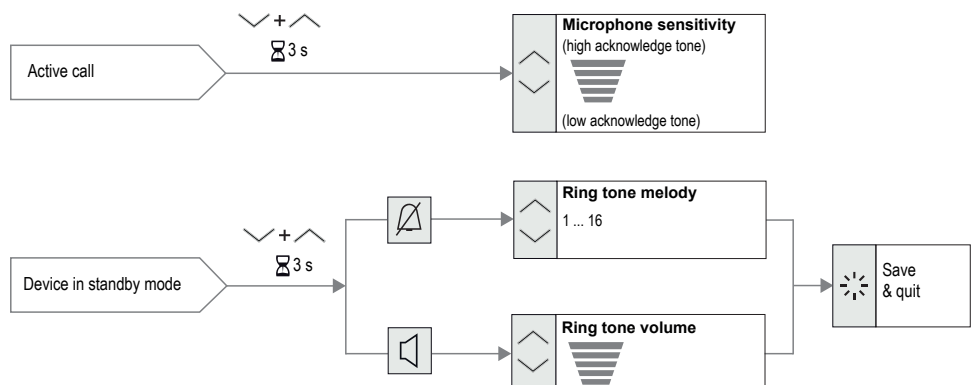 +
3 s
Active call
Microphone sensitivity
(high acknowledge tone)
(low acknowledge tone)
+
3 s
Device in standby mode
Ring tone melody
1 ... 16
Ring tone volume
Save
& quit